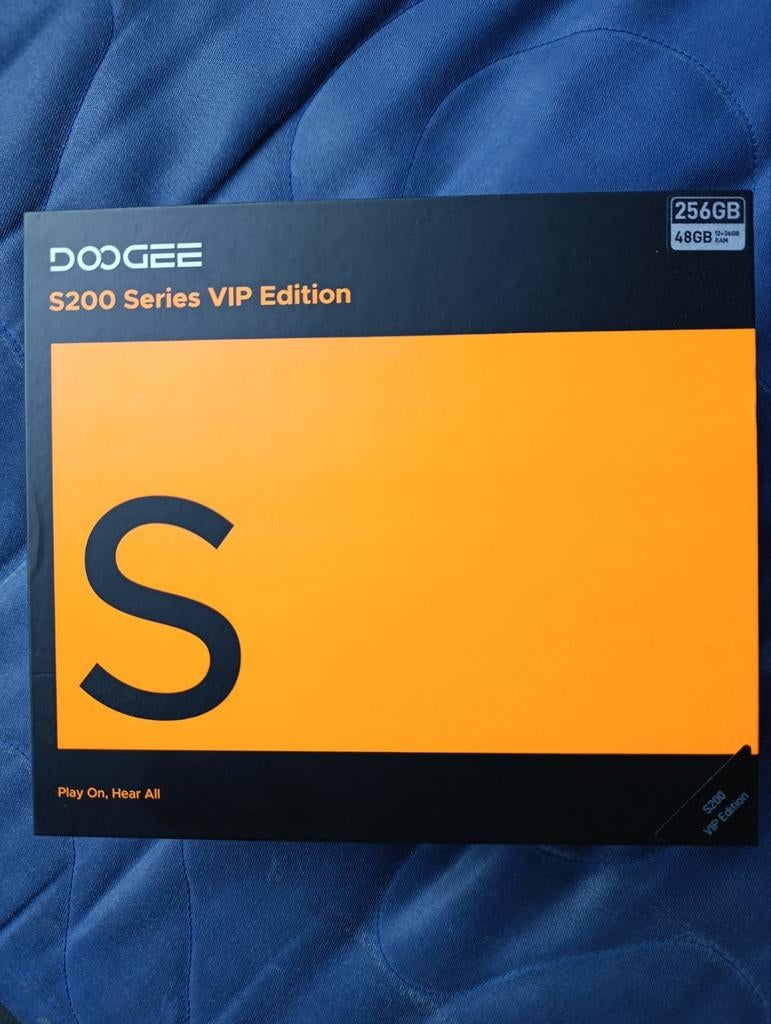 DOOGEE
S200 Series VIP Edition
256GB
48GB 12+36GB
RAM
S
Play On, Hear All
S200
VIP Edition